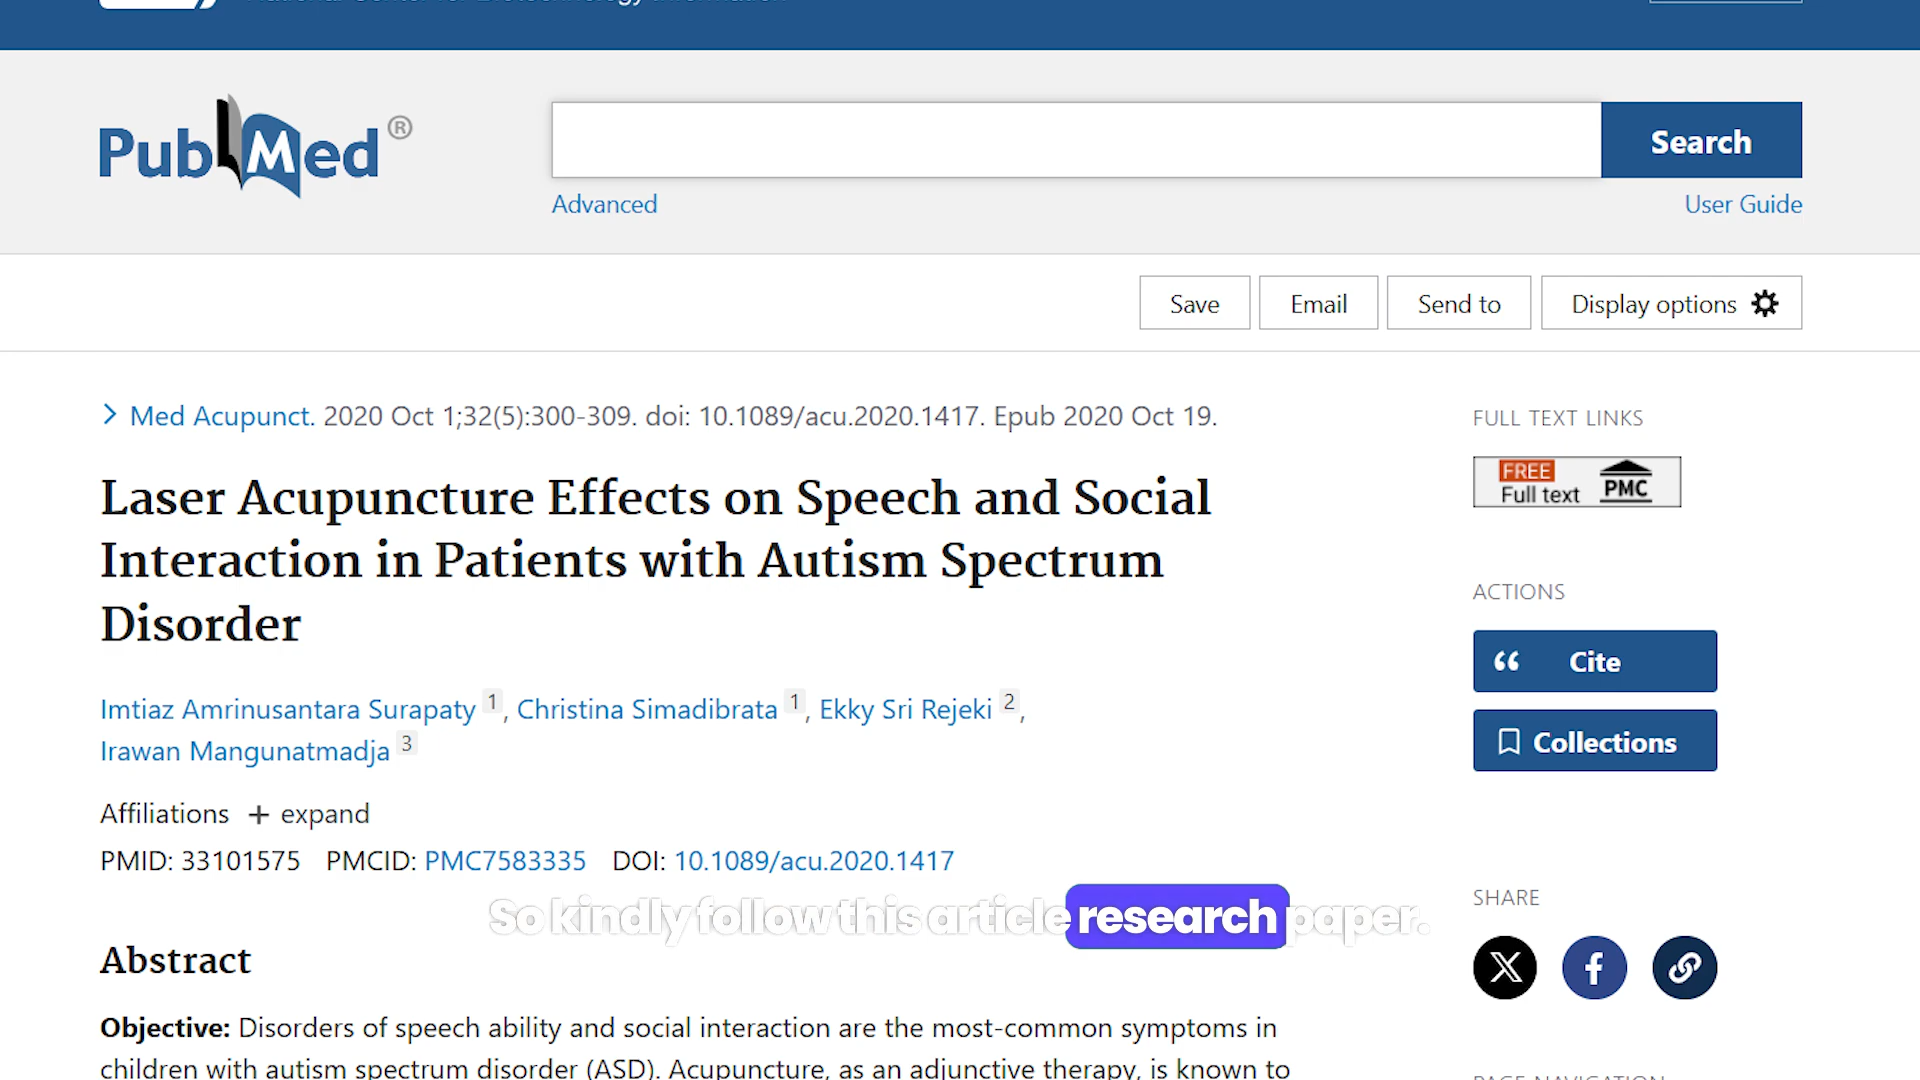 PubMed®
Search
Advanced
User Guide
Save
Email
Send to
Display options
Med Acupunct. 2020 Oct 1;32(5):300-309. doi: 10.1089/acu.2020.1417. Epub 2020 Oct 19.
Laser Acupuncture Effects on Speech and Social
Interaction in Patients with Autism Spectrum
Disorder
Imtiaz Amrinusantara Surapaty 1, Christina Simadibrata 1, Ekky Sri Rejeki 2,
Irawan Mangunatmadja 3
Affiliations + expand
PMID: 33101575 PMCID: PMC7583335 DOI: 10.1089/acu.2020.1417
So kindly follow this article research paper.
Abstract
Objective: Disorders of speech ability and social interaction are the most-common symptoms in
children with autism spectrum disorder (ASD). Acupuncture, as an adjunctive therapy, is known to
FULL TEXT LINKS
FREE
Full text PMC
ACTIONS
Cite
Collections
SHARE